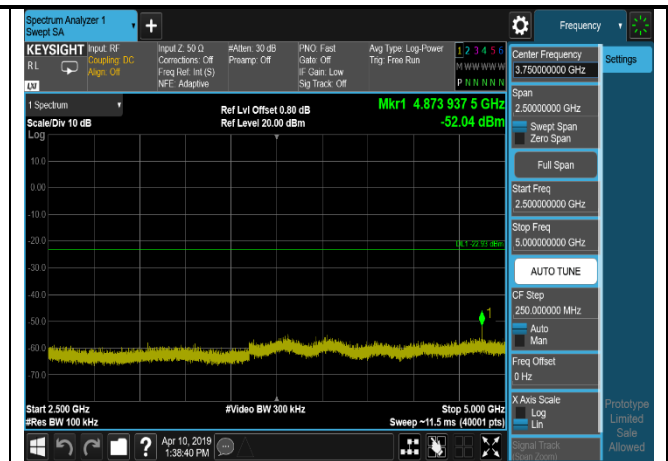 Spectrum Analyzer 1
Swept SA
+
Frequency
KEYSIGHT
RL
LXI
Input: RF
Coupling: DC
Align: Off
Input Z: 50 Ω
Corrections: Off
Freq Ref: Int (S)
NFE: Adaptive
#Atten: 30 dB
Preamp: Off
PNO: Fast
Gate: Off
IF Gain: Low
Sig Track: Off
Avg Type: Log-Power
Trig: Free Run
1 2 3 4 5 6
M W W W W W
P N N N N N
1 Spectrum
Scale/Div 10 dB
Log
Ref Lvl Offset 0.80 dB
Ref Level 20.00 dBm
Mkr1 4.873 937 5 GHz
-52.04 dBm
10.0
0.00
-10.0
-20.0
-30.0
-40.0
-50.0
-60.0
-70.0
DL1 -22.93 dBm
1
Start 2.500 GHz
#Res BW 100 kHz
#Video BW 300 kHz
Stop 5.000 GHz
Sweep ~11.5 ms (40001 pts)
?
Apr 10, 2019
1:38:40 PM
Center Frequency
3.750000000 GHz
Span
2.50000000 GHz
Swept Span
Zero Span
Full Span
Start Freq
2.500000000 GHz
Stop Freq
5.000000000 GHz
AUTO TUNE
CF Step
250.000000 MHz
Auto
Man
Freq Offset
0 Hz
X Axis Scale
Log
Lin
Signal Track
(Span Zoom)
Settings
Prototype
Limited
Sale
Allowed